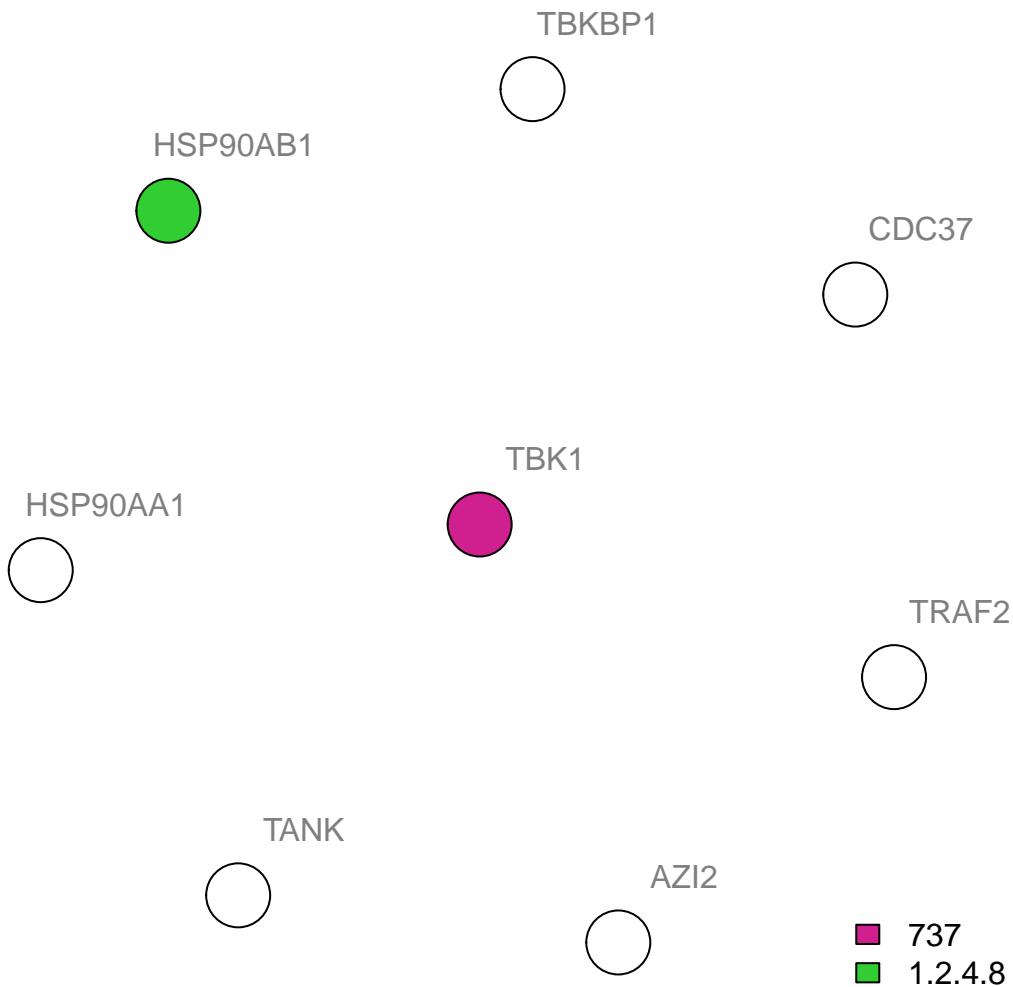 TBKBP1
HSP90AB1
CDC37
TBK1
HSP90AA1
TRAF2
TANK
AZI2
737
1.2.4.8